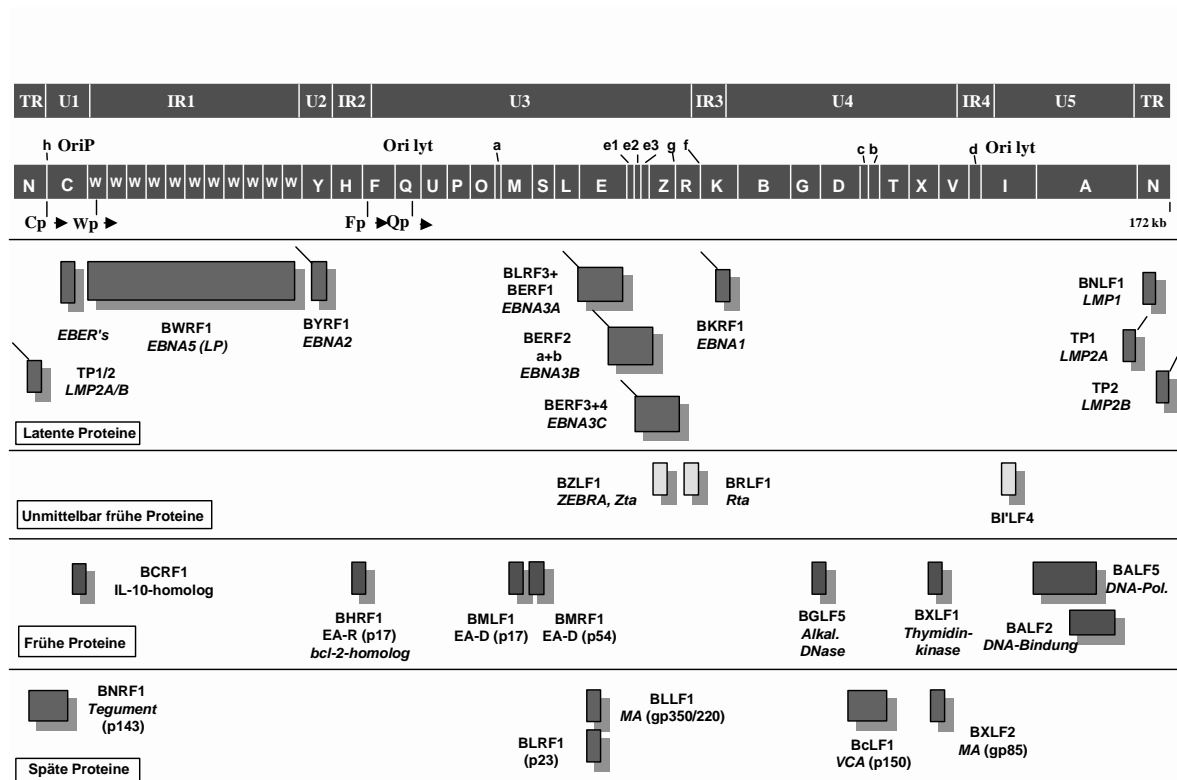 TR U1 IR1 U2 IR2 U3 IR3 U4 IR4 U5 TR
h OriP Ori lyt a e1 e2 e3 g f c b d Ori lyt
N C W W W W W W W W W W W Y H F Q U P O M S L E Z R K B G D T X V I A N
Cp Wp Fp Qp 172 kb
EBER's
BWRF1
EBNA5 (LP)
BYRF1
EBNA2
BLRF3+
BERF1
EBNA3A
BKRF1
EBNA1
BNLF1
LMP1
BERF2
a+b
EBNA3B
TP1
LMP2A
TP1/2
LMP2A/B
BERF3+4
EBNA3C
TP2
LMP2B
Latente Proteine
BZLF1
ZEBRA, Zta
BRLF1
Rta
BI'LF4
Unmittelbar frühe Proteine
BCRF1
IL-10-homolog
BHRF1
EA-R (p17)
bcl-2-homolog
BMLF1
EA-D (p17)
BMRF1
EA-D (p54)
BGLF5
Alkal.
DNase
BXLF1
Thymidin-
kinase
BALF5
DNA-Pol.
BALF2
DNA-Bindung
Frühe Proteine
BNRF1
Tegument
(p143)
BLLF1
MA (gp350/220)
BLRF1
(p23)
BcLF1
VCA (p150)
BXLF2
MA (gp85)
Späte Proteine